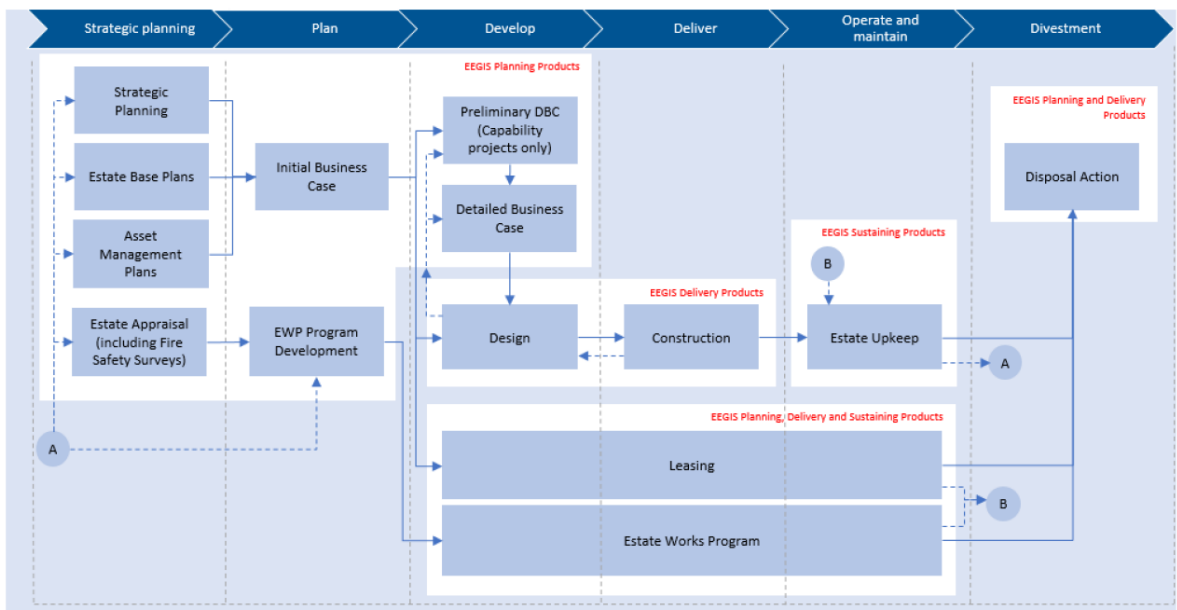 Strategic planning
Plan
Develop
Deliver
Operate and
maintain
Divestment
EEGIS Planning Products
Strategic
Planning
Estate Base Plans
Asset
Management
Plans
Estate Appraisal
(including Fire
Safety Surveys)
A
Initial Business
Case
EWP Program
Development
Preliminary DBC
(Capability
projects only)
Detailed Business
Case
EEGIS Delivery Products
Design
Construction
EEGIS Sustaining Products
B
Estate Upkeep
A
EEGIS Planning and Delivery
Products
Disposal Action
EEGIS Planning, Delivery and Sustaining Products
Leasing
B
Estate Works Program